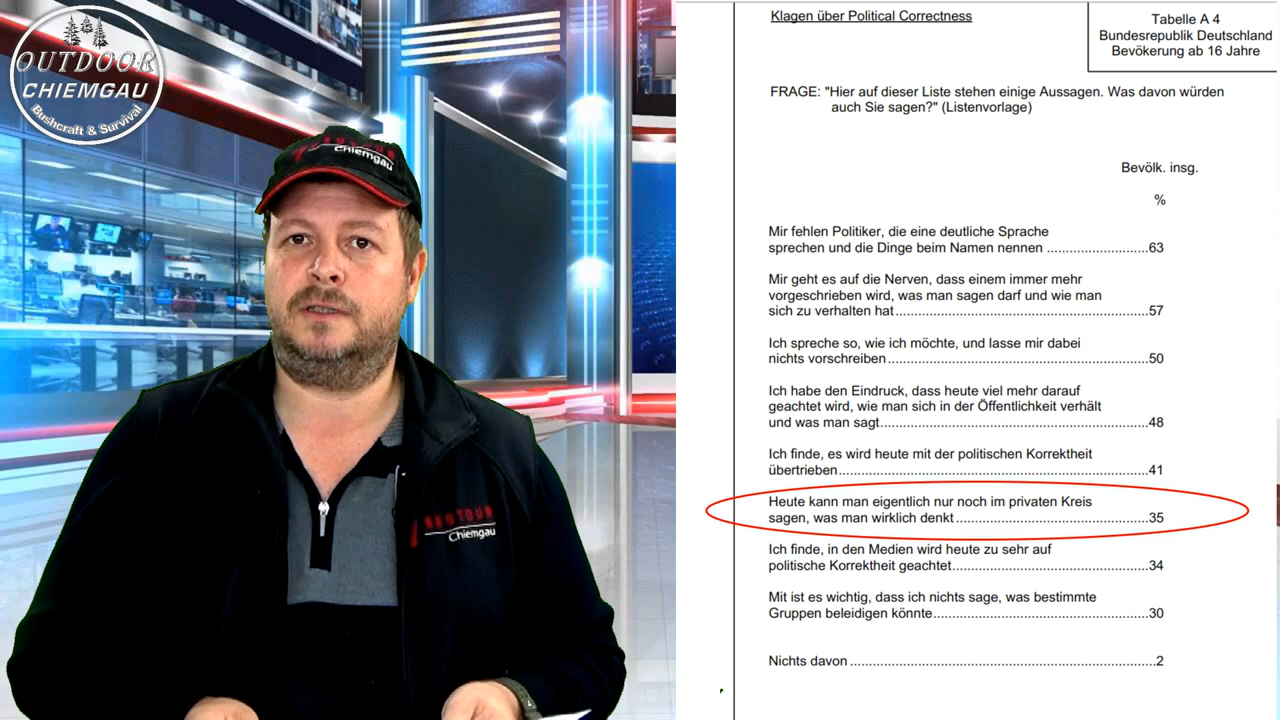 OUTDOOR
CHIEMGAU
Bushcraft & Survival
Chiemgau
Chiemgau
Klagen über Political Correctness
Tabelle A 4
Bundesrepublik Deutschland
Bevökerung ab 16 Jahre
FRAGE: "Hier auf dieser Liste stehen einige Aussagen. Was davon würden
auch Sie sagen?" (Listenvorlage)
Bevölk. insg.
%
Mir fehlen Politiker, die eine deutliche Sprache
sprechen und die Dinge beim Namen nennen ..........................63
Mir geht es auf die Nerven, dass einem immer mehr
vorgeschrieben wird, was man sagen darf und wie man
sich zu verhalten hat.................................................................57
Ich spreche so, wie ich möchte, und lasse mir dabei
nichts vorschreiben...................................................................50
Ich habe den Eindruck, dass heute viel mehr darauf
geachtet wird, wie man sich in der Öffentlichkeit verhält
und was man sagt.....................................................................48
Ich finde, es wird heute mit der politischen Korrektheit
übertrieben................................................................................41
Heute kann man eigentlich nur noch im privaten Kreis
sagen, was man wirklich denkt .................................................35
Ich finde, in den Medien wird heute zu sehr auf
politische Korrektheit geachtet..................................................34
Mit ist es wichtig, dass ich nichts sage, was bestimmte
Gruppen beleidigen könnte.......................................................30
Nichts davon .............................................................................2